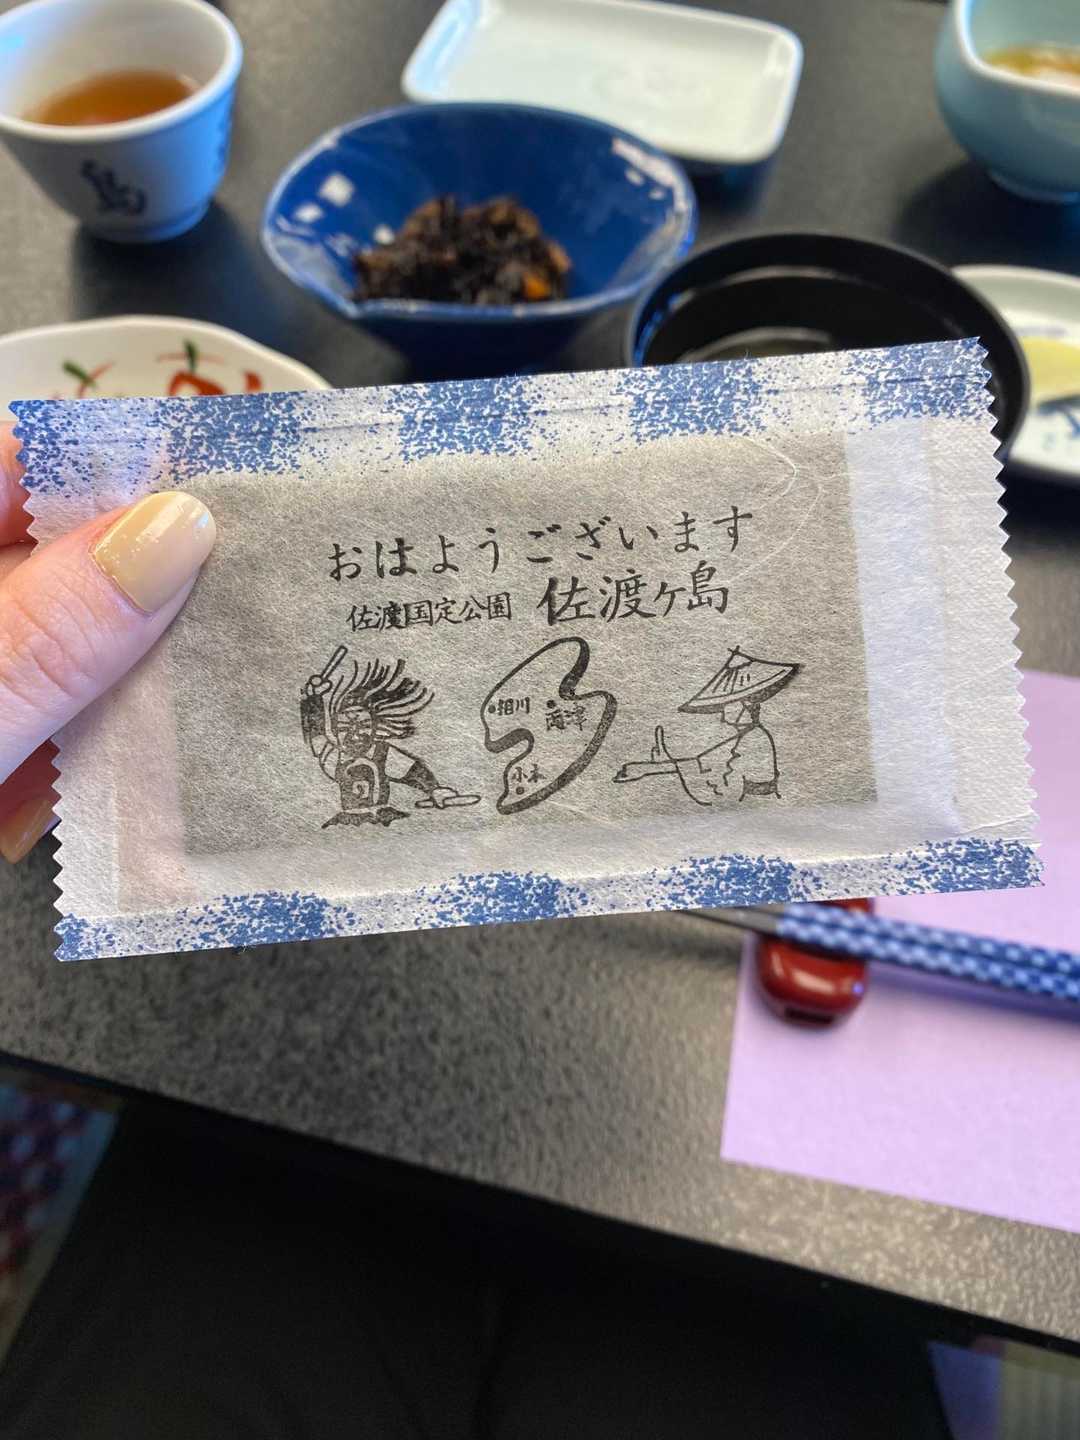 おはようございます
佐渡国定公園 佐渡ヶ島
相川
両津
小木